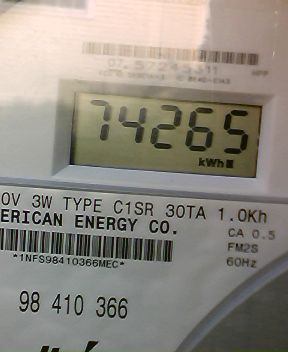 74265
kWh
0V 3W TYPE C1SR 30TA 1.0Kh
ERICAN ENERGY CO.
CA 0.5
FM2S
*1NFS98410366MEC*
60Hz
98 410 366